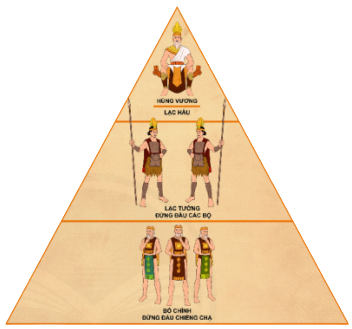 HÙNG VƯƠNG
LẠC HẦU
LẠC TƯỚNG
ĐỨNG ĐẦU CÁC BỘ
BỒ CHÍNH
ĐỨNG ĐẦU CHIỀNG CHẠ